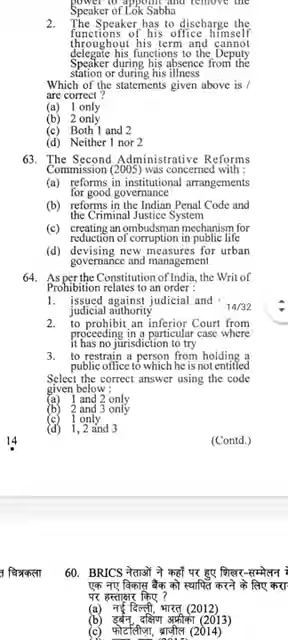 power to appoint and remove the
Speaker of Lok Sabha
2. The Speaker has to discharge the
functions of his office himself
throughout his term and cannot
delegate his functions to the Deputy
Speaker during his absence from the
station or during his illness
Which of the statements given above is /
are correct ?
(a) 1 only
(b) 2 only
(c) Both 1 and 2
(d) Neither 1 nor 2
63. The Second Administrative Reforms
Commission (2005) was concerned with :
(a) reforms in institutional arrangements
for good governance
(b) reforms in the Indian Penal Code and
the Criminal Justice System
(c) creating an ombudsman mechanism for
reduction of corruption in public life
(d) devising new measures for urban
governance and management
64. As per the Constitution of India, the Writ of
Prohibition relates to an order :
1. issued against judicial and
judicial authority
14/32
2. to prohibit an inferior Court from
proceeding in a particular case where
it has no jurisdiction to try
3. to restrain a person from holding a
public office to which he is not entitled
Select the correct answer using the code
given below :
(a) 1 and 2 only
(b) 2 and 3 only
(c) 1 only
(d) 1, 2 and 3
14 (Contd.)
चित्रकला
60. BRICS नेताओं ने कहाँ पर हुए शिखर-सम्मेलन में
एक नए विकास बैंक को स्थापित करने के लिए करार
पर हस्ताक्षर किए ?
(a) नई दिल्ली, भारत (2012)
(b) डर्बन, दक्षिण अफ्रीका (2013)
(c) फोर्टालीजा, ब्राज़ील (2014)